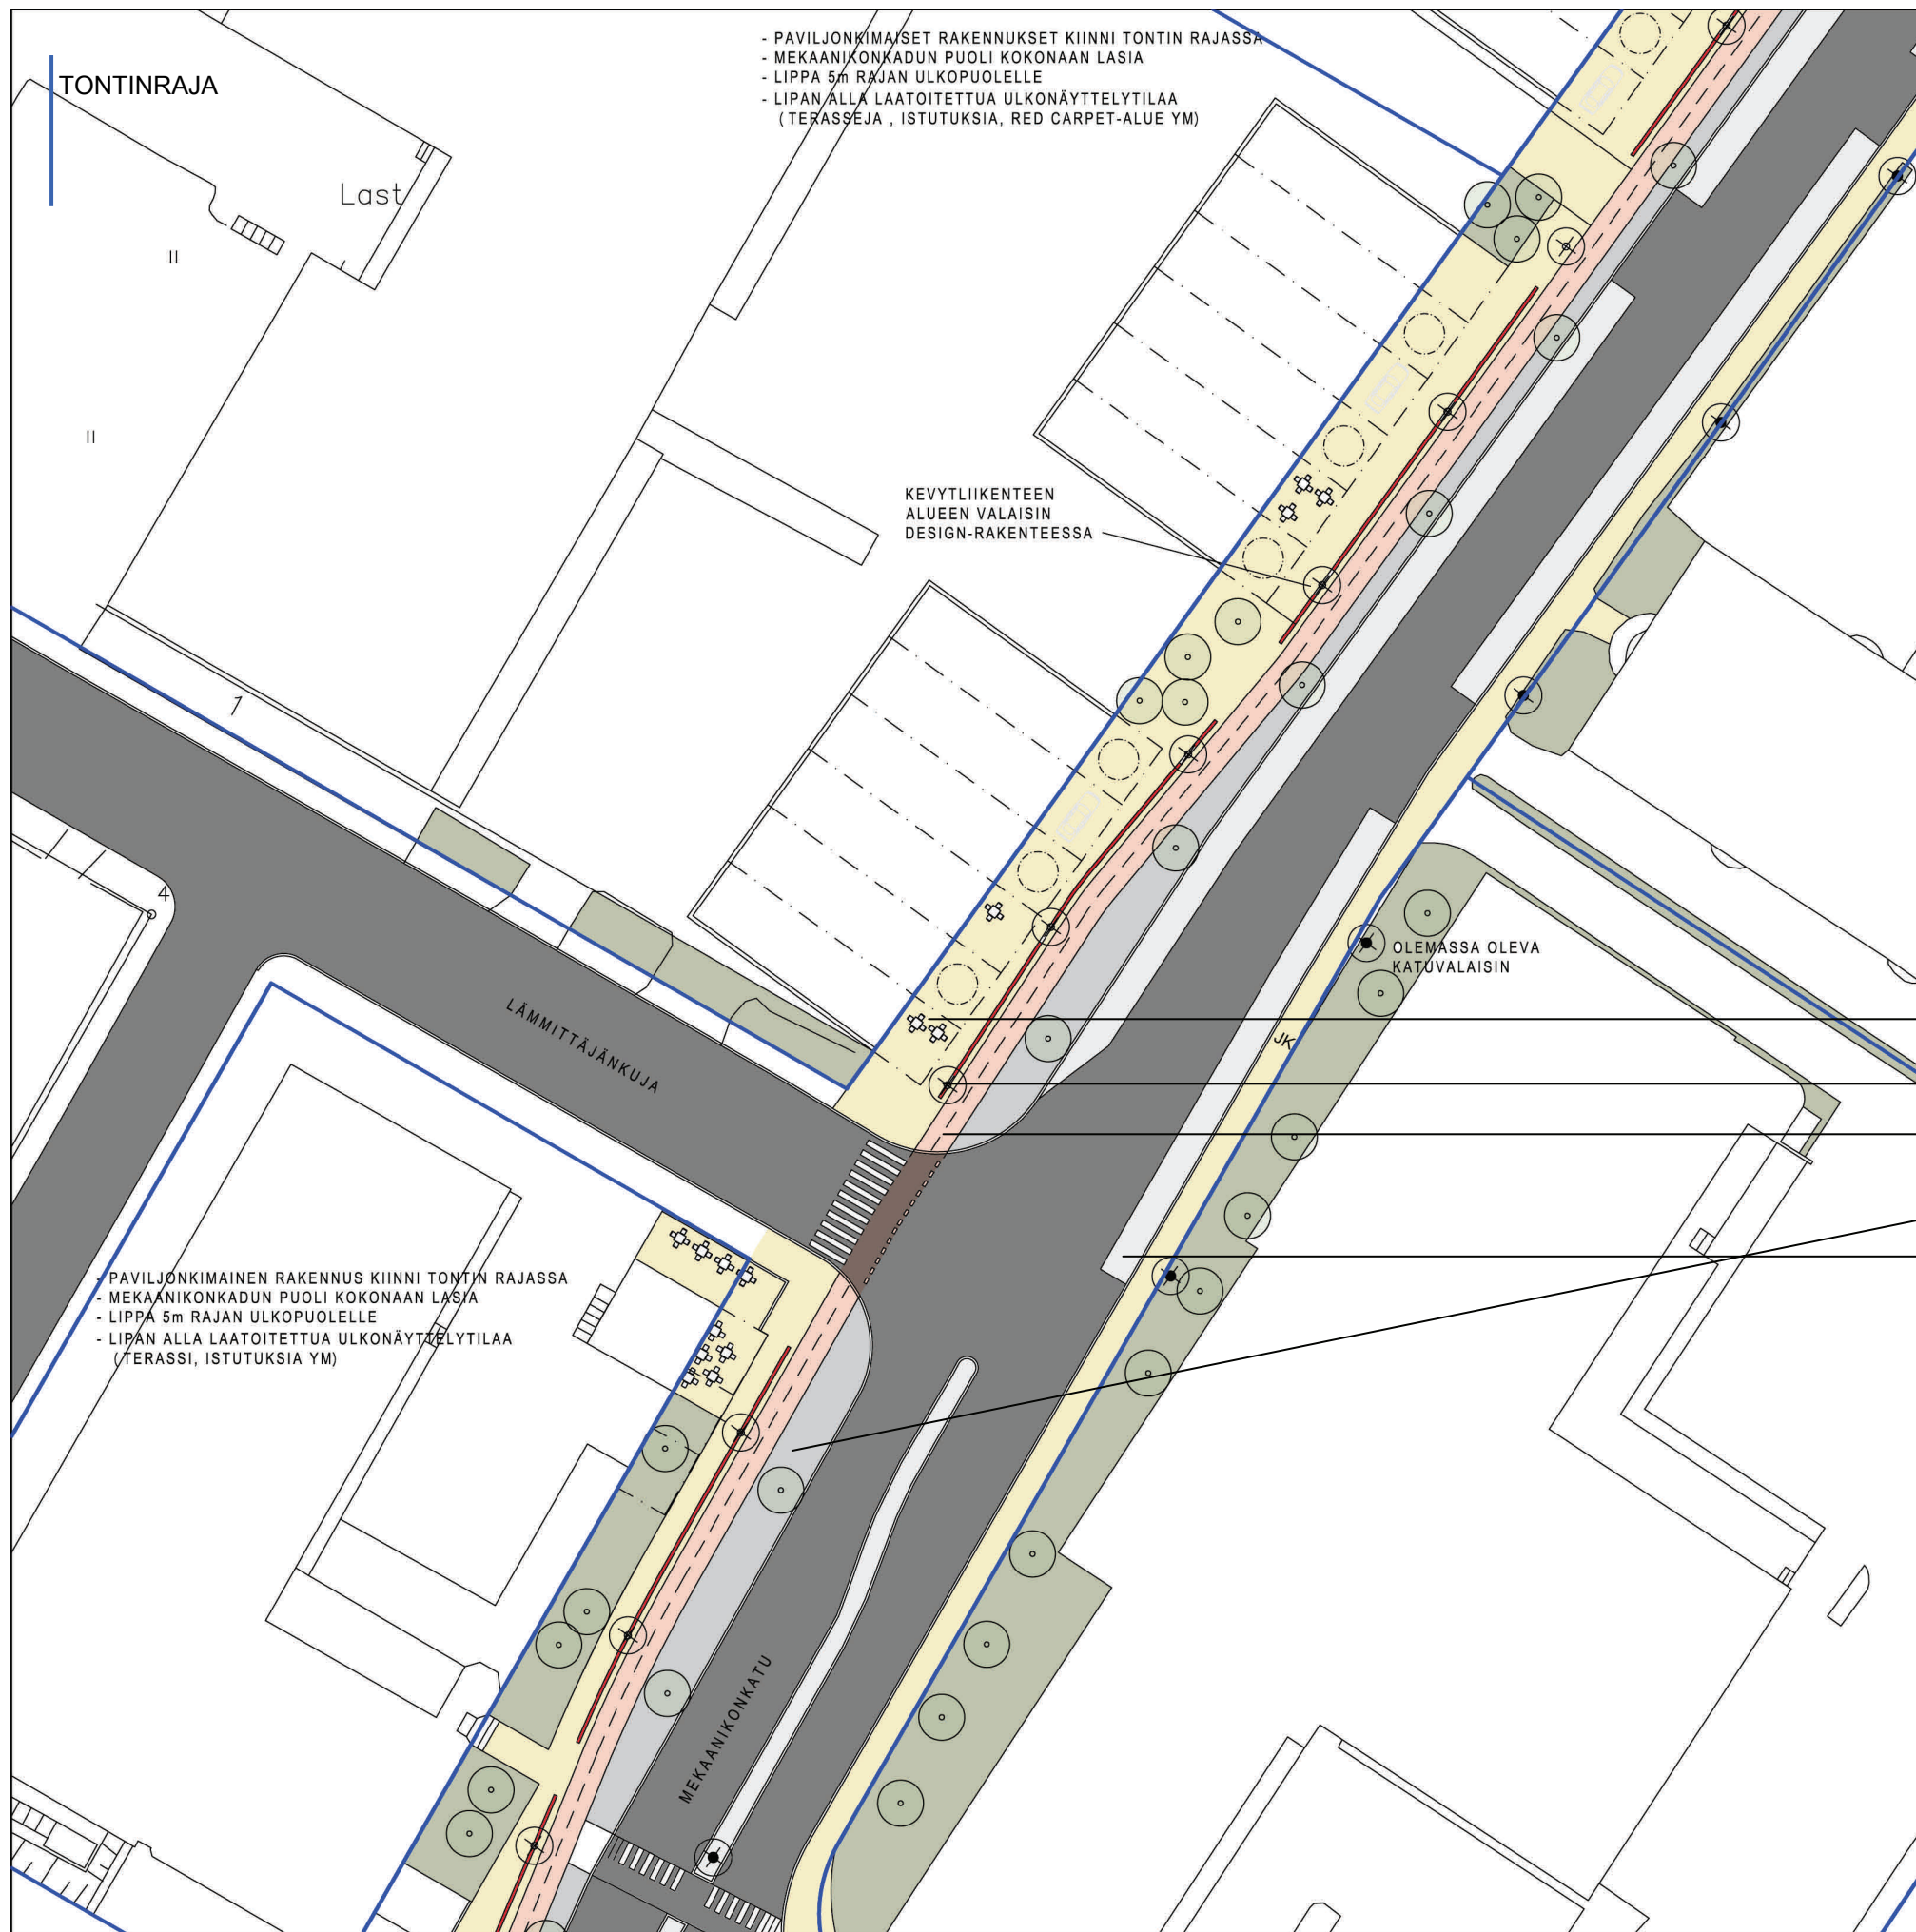 - PAVILJONKIMAISET RAKENNUKSET KIINNI TONTIN RAJASSA
- MEKAANIKONKADUN PUOLI KOKONAAN LASIA
- LIPPA 5m RAJAN ULKOPUOLELLE
- LIPAN ALLA LAATOITETTUA ULKONÄYTTELYTILAA
( TERASSEJA , ISTUTUKSIA, RED CARPET-ALUE YM)
TONTINRAJA
Last
II
II
KEVYTLIIKENTEEN
ALUEEN VALAISIN
DESIGN-RAKENTEESSA
1
4
OLEMASSA OLEVA
KATUVALAISIN
LÄMMITTÄJÄNKUJA
JK
- PAVILJONKIMAINEN RAKENNUS KIINNI TONTIN RAJASSA
- MEKAANIKONKADUN PUOLI KOKONAAN LASIA
- LIPPA 5m RAJAN ULKOPUOLELLE
- LIPAN ALLA LAATOITETTUA ULKONÄYTTELYTILAA
( TERASSI, ISTUTUKSIA YM)
MEKAANIKONKATU